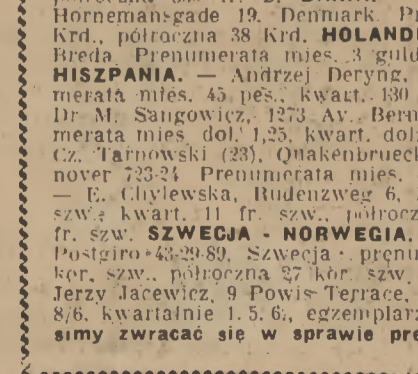 Hornemansgade 19. Denmark. Pr
Krd., półroczna 38 Krd. HOLANDI
Breda. Prenumerata mies. 3 guld
HISZPANIA. — Andrzej Deryng,
merata mies. 45 pes., kwart. 130
Dr M. Sangowicz, 1273 Av. Bern
merata mies dol. 1,25, kwart. dol
Cz. Tarnowski (23), Quakenbrueck
nover 723-24 Prenumerata mies.
— E. Chylewska, Rudenzweg 6,
szw., kwart. 11 fr. szw., półrocz
fr. szw. SZWECJA - NORWEGIA.
Postgiro 43-29-89, Szwecja - prenu
kor. szw., półroczna 27 kor. szw
Jerzy Jacewicz, 9 Powis Terrace,
8/6, kwartalnie 1. 5. 6., egzemplarz
simy zwracać się w sprawie pre